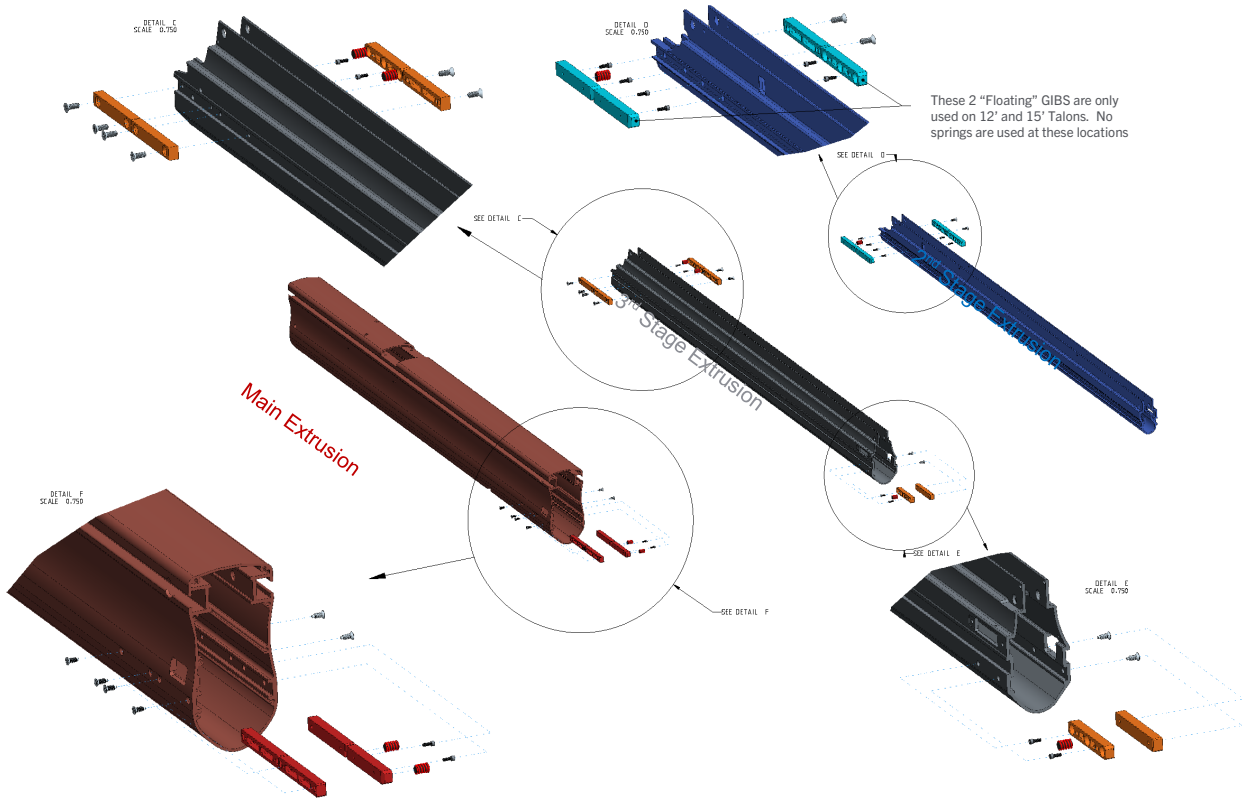 DETAIL C
SCALE 0.750
DETAIL D
SCALE 0.750
These 2 “Floating” GIBS are only
used on 12’ and 15’ Talons. No
springs are used at these locations
SEE DETAIL D
SEE DETAIL C
2nd Stage Extrusion
3rd Stage Extrusion
Main Extrusion
DETAIL F
SCALE 0.750
SEE DETAIL E
DETAIL E
SCALE 0.750
SEE DETAIL F